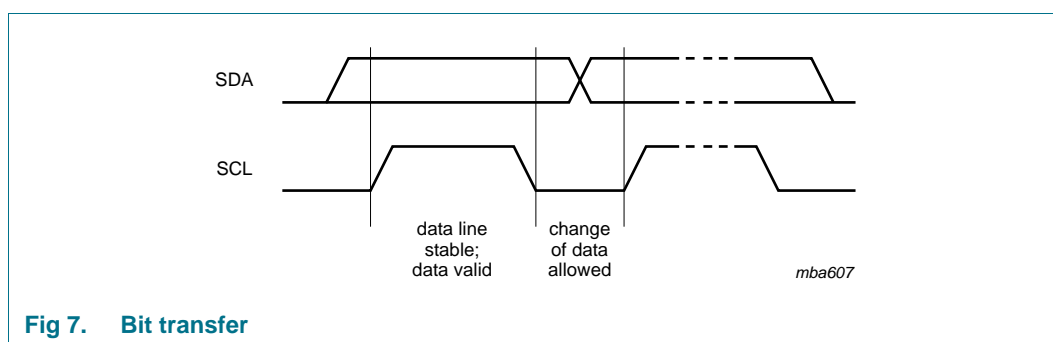 SDA
SCL
data line
stable;
data valid
change
of data
allowed
mba607
Fig 7. Bit transfer